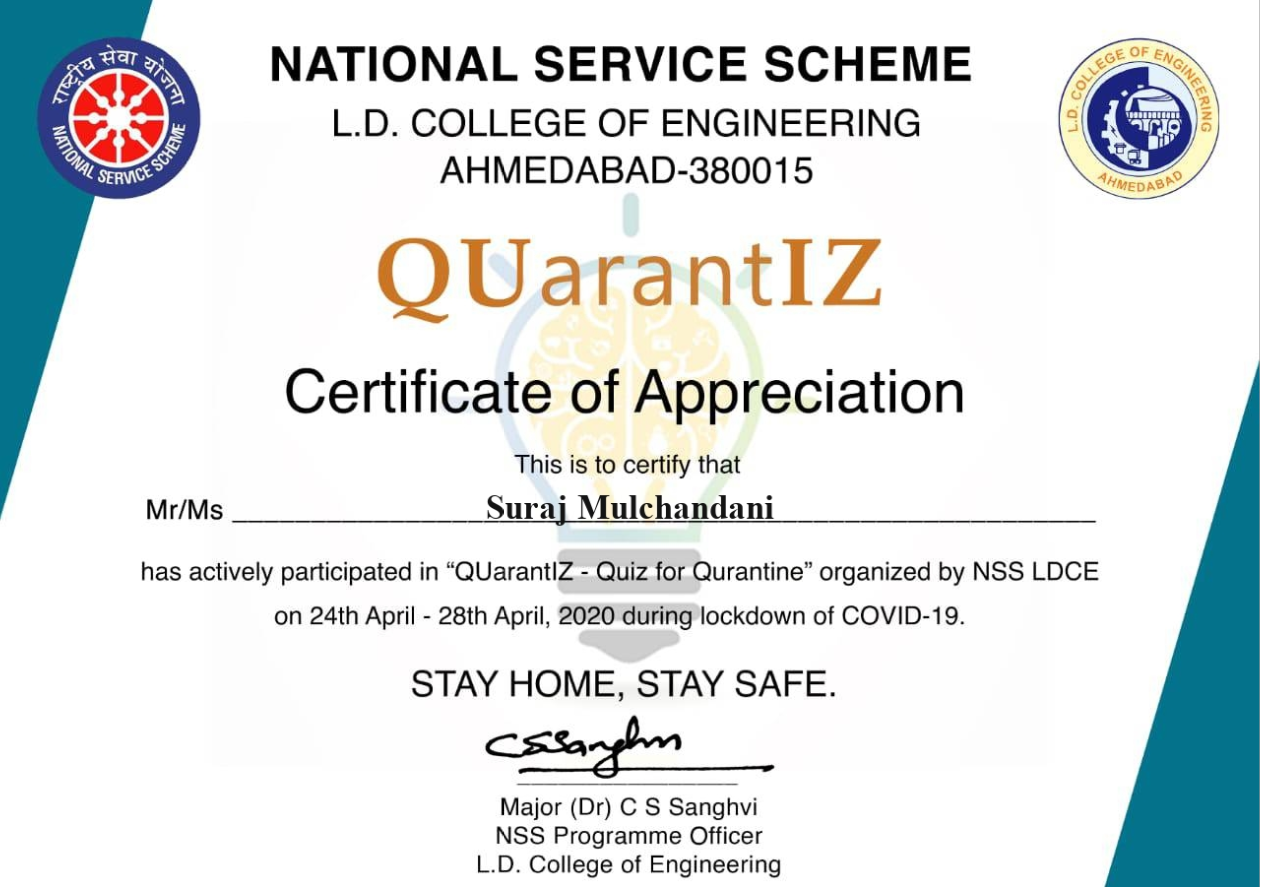 राष्ट्रीय सेवा योजना
NATIONAL SERVICE SCHEME
NATIONAL SERVICE SCHEME
L.D. COLLEGE OF ENGINEERING
AHMEDABAD-380015
L.D. COLLEGE OF ENGINEERING
AHMEDABAD
QUarantIZ
Certificate of Appreciation
This is to certify that
Mr/Ms Suraj Mulchandani
has actively participated in “QUarantIZ - Quiz for Qurantine” organized by NSS LDCE
on 24th April - 28th April, 2020 during lockdown of COVID-19.
STAY HOME, STAY SAFE.
CSSanghvi
Major (Dr) C S Sanghvi
NSS Programme Officer
L.D. College of Engineering